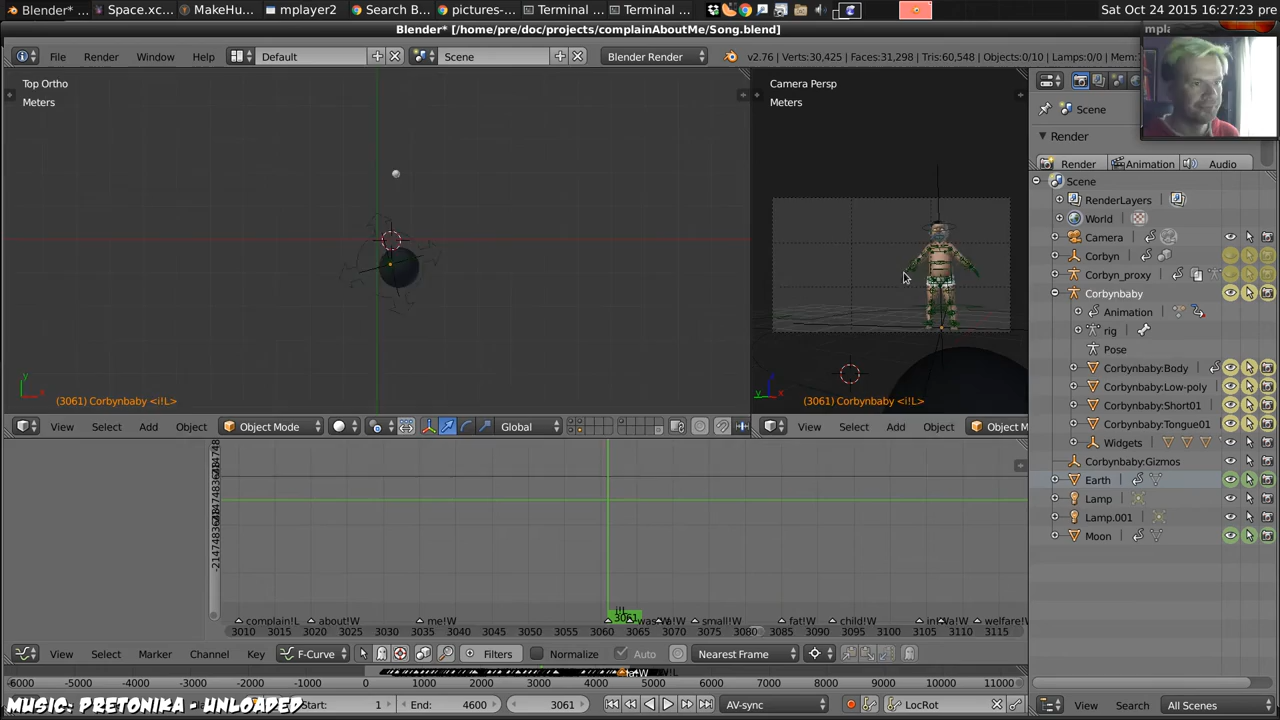 Blender*
Space.xc...
MakeHu...
mplayer2
Search B...
pictures-...
Terminal ...
Terminal ...
Sat Oct 24 2015 16:27:23 pre
Blender* [/home/pre/doc/projects/complainAboutMe/Song.blend]
File Render Window Help Default Scene Blender Render v2.76 | Verts:30,425 | Faces:31,298 | Tris:60,548 | Objects:0/10 | Lamps:0/0 | Mem:
Top Ortho
Meters
Camera Persp
Meters
Scene
Render
Render Animation Audio
Scene
RenderLayers
World
Camera
Corbyn
Corbyn_proxy
Corbynbaby
Animation
rig
Pose
Corbynbaby:Body
Corbynbaby:Low-poly
Corbynbaby:Short01
Corbynbaby:Tongue01
Widgets
Corbynbaby:Gizmos
Earth
Lamp
Lamp.001
Moon
(3061) Corbynbaby <i!L>
(3061) Corbynbaby <i!L>
View Select Add Object Object Mode Global
View Select Add Object Object M
complain!L about!W me!W small!W fat!W child!W welfare!
3010 3015 3020 3025 3030 3035 3040 3045 3050 3055 3060 3061 3065 3070 3075 3080 3085 3090 3095 3100 3105 3110 3115
View Select Marker Channel Key F-Curve Filters Normalize Auto Nearest Frame
-6000 -5000 -4000 -3000 -2000 -1000 0 1000 2000 3000 4000 5000 6000 7000 8000 9000 10000 11000
Start: 1 End: 4600 3061 AV-sync LocRot
View Search All Scenes
MUSIC: PRETONIKA - UNLOADED